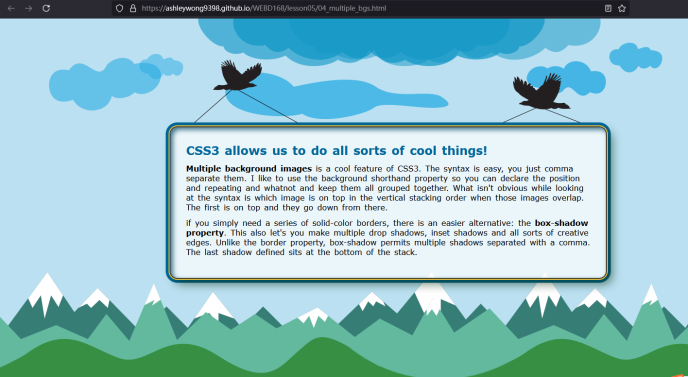 https://ashleywong9398.github.io/WEBD168/lesson05/04_multiple_bgs.html
CSS3 allows us to do all sorts of cool things!
Multiple background images is a cool feature of CSS3. The syntax is easy, you just comma
separate them. I like to use the background shorthand property so you can declare the position
and repeating and whatnot and keep them all grouped together. What isn't obvious while looking
at the syntax is which image is on top in the vertical stacking order when those images overlap.
The first is on top and they go down from there.
if you simply need a series of solid-color borders, there is an easier alternative: the box-shadow
property. This also let's you make multiple drop shadows, inset shadows and all sorts of creative
edges. Unlike the border property, box-shadow permits multiple shadows separated with a comma.
The last shadow defined sits at the bottom of the stack.